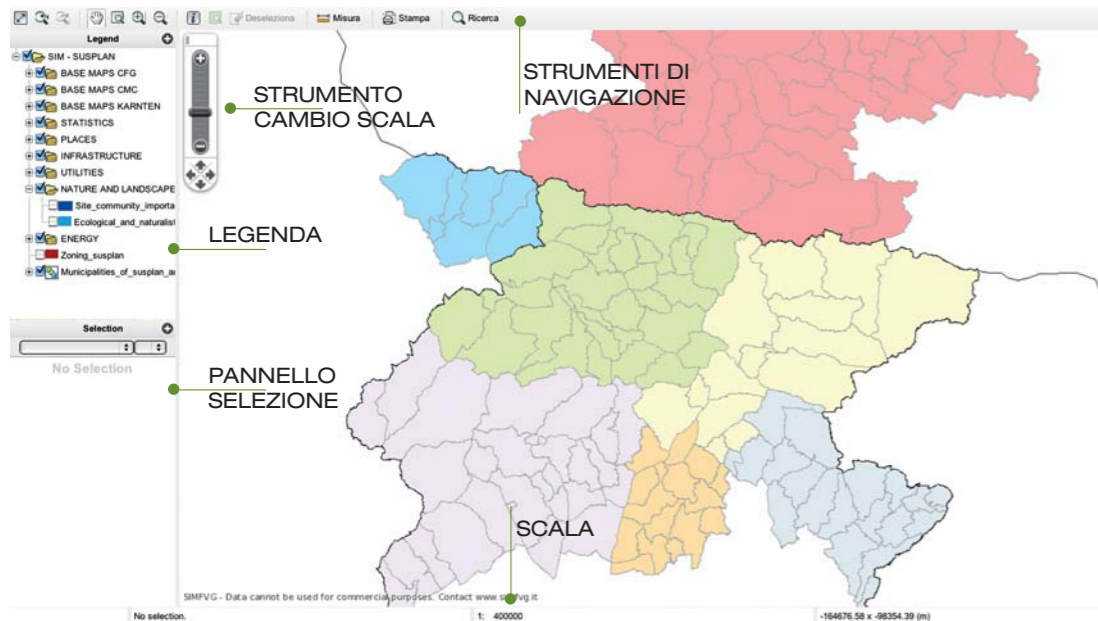 Deseleziona Misura Stampa Ricerca
Legend
SIM - SUSPLAN
BASE MAPS CFG
BASE MAPS CMC
BASE MAPS KARNTEN
STATISTICS
PLACES
INFRASTRUCTURE
UTILITIES
NATURE AND LANDSCAPE
Site_community_importa
Ecological_and_naturalist
ENERGY
Zoning_susplan
Municipalities_of_susplan_a
Selection
No Selection
STRUMENTO
CAMBIO SCALA
STRUMENTI DI
NAVIGAZIONE
LEGENDA
PANNELLO
SELEZIONE
SCALA
SIMFVG - Data cannot be used for commercial purposes. Contact www.simfvg.it
No selection. 1: 400000 -164676.58 x -98354.39 (m)